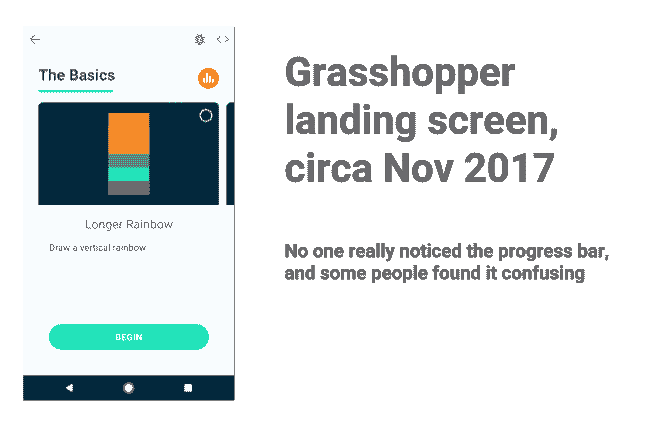 The Basics
Longer Rainbow
Draw a vertical rainbow
BEGIN
Grasshopper
landing screen,
circa Nov 2017
No one really noticed the progress bar,
and some people found it confusing